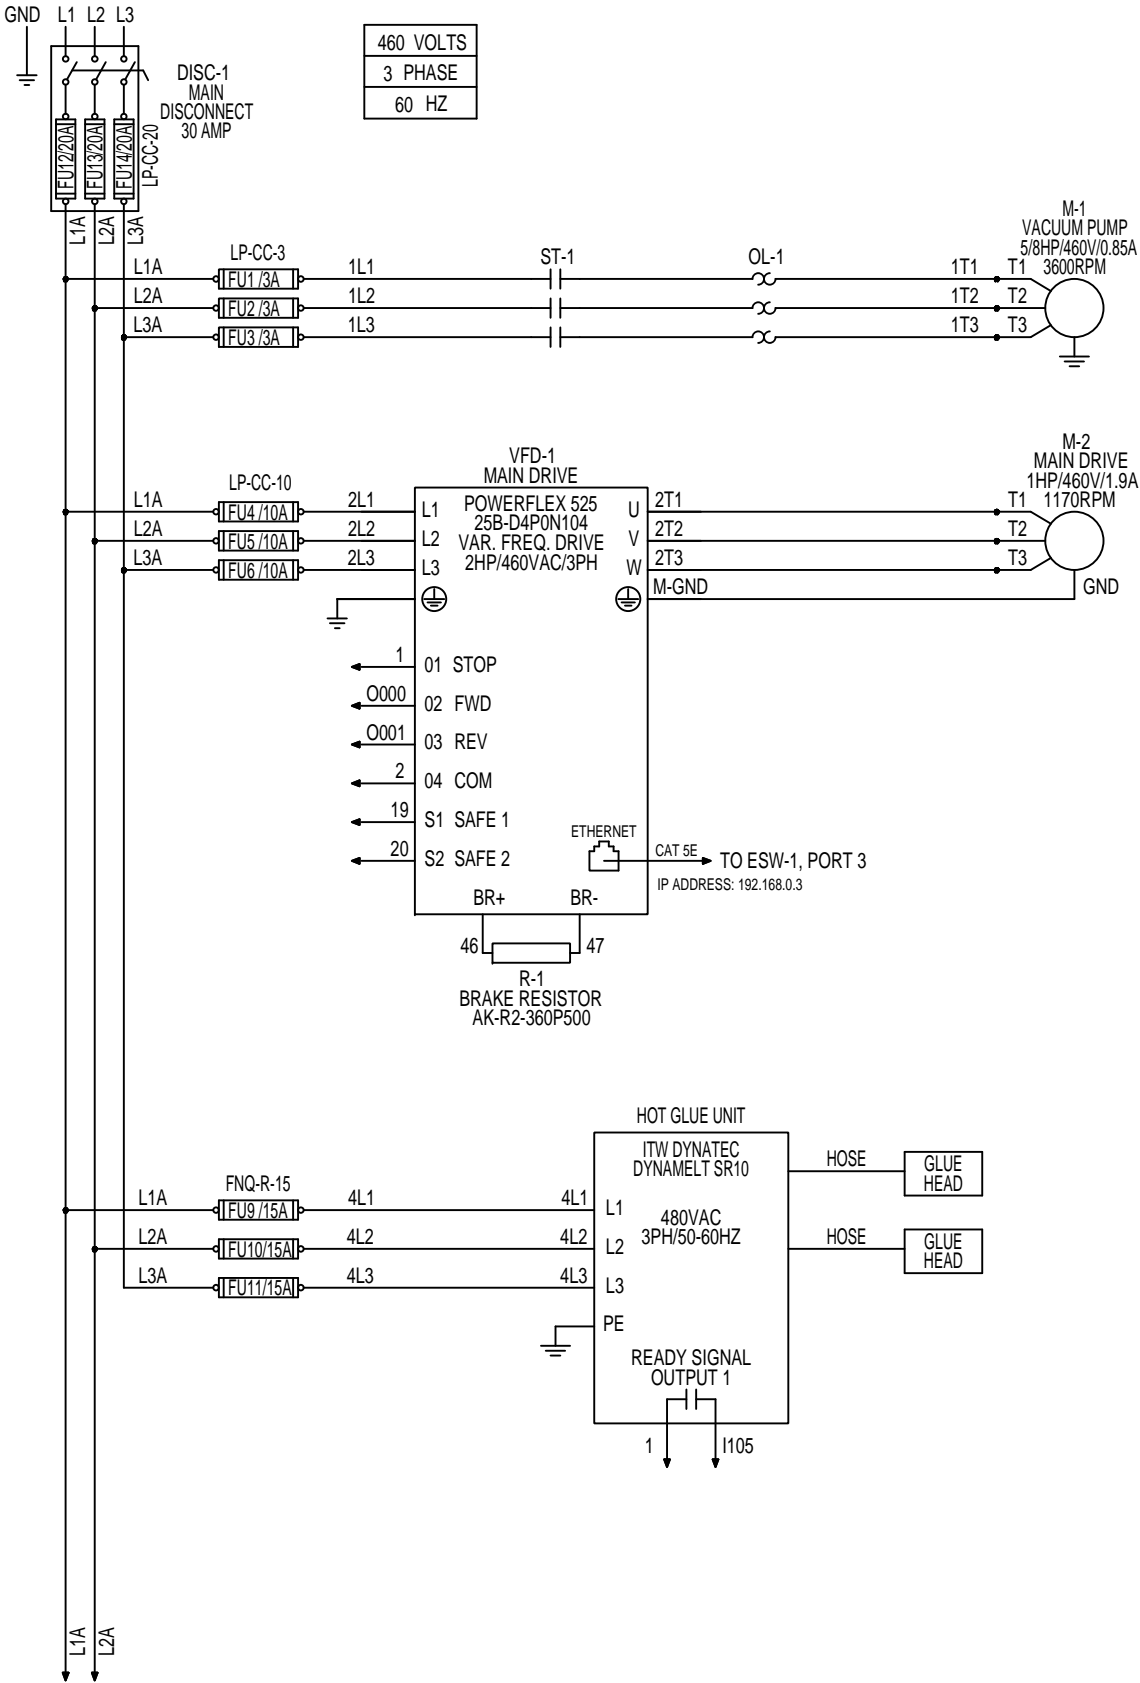 GND L1 L2 L3
460 VOLTS
3 PHASE
60 HZ
DISC-1
MAIN
DISCONNECT
30 AMP
FU12/20A
FU13/20A
FU14/20A
LP-CC-20
L1A
L2A
L3A
M-1
VACUUM PUMP
5/8HP/460V/0.85A
3600RPM
LP-CC-3
ST-1
OL-1
L1A FU1 /3A 1L1 1T1 T1
L2A FU2 /3A 1L2 1T2 T2
L3A FU3 /3A 1L3 1T3 T3
VFD-1
MAIN DRIVE
M-2
MAIN DRIVE
1HP/460V/1.9A
1170RPM
LP-CC-10
POWERFLEX 525
25B-D4P0N104
VAR. FREQ. DRIVE
2HP/460VAC/3PH
L1A FU4 /10A 2L1 L1 U 2T1 T1
L2A FU5 /10A 2L2 L2 V 2T2 T2
L3A FU6 /10A 2L3 L3 W 2T3 T3
M-GND GND
1 01 STOP
O000 02 FWD
O001 03 REV
2 04 COM
19 S1 SAFE 1
20 S2 SAFE 2
ETHERNET
CAT 5E TO ESW-1, PORT 3
IP ADDRESS: 192.168.0.3
BR+ BR-
46 47
R-1
BRAKE RESISTOR
AK-R2-360P500
HOT GLUE UNIT
ITW DYNATEC
DYNAMELT SR10
480VAC
3PH/50-60HZ
HOSE GLUE
HEAD
HOSE GLUE
HEAD
FNQ-R-15
L1A FU9 /15A 4L1 4L1 L1
L2A FU10/15A 4L2 4L2 L2
L3A FU11/15A 4L3 4L3 L3
PE
READY SIGNAL
OUTPUT 1
1 I105
L1A
L2A